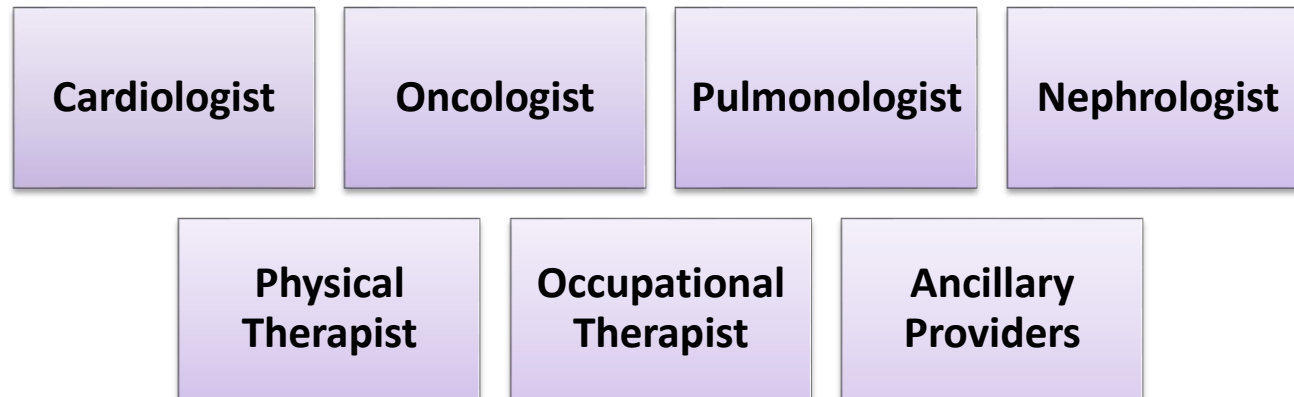 Cardiologist
Oncologist
Pulmonologist
Nephrologist
Physical
Therapist
Occupational
Therapist
Ancillary
Providers